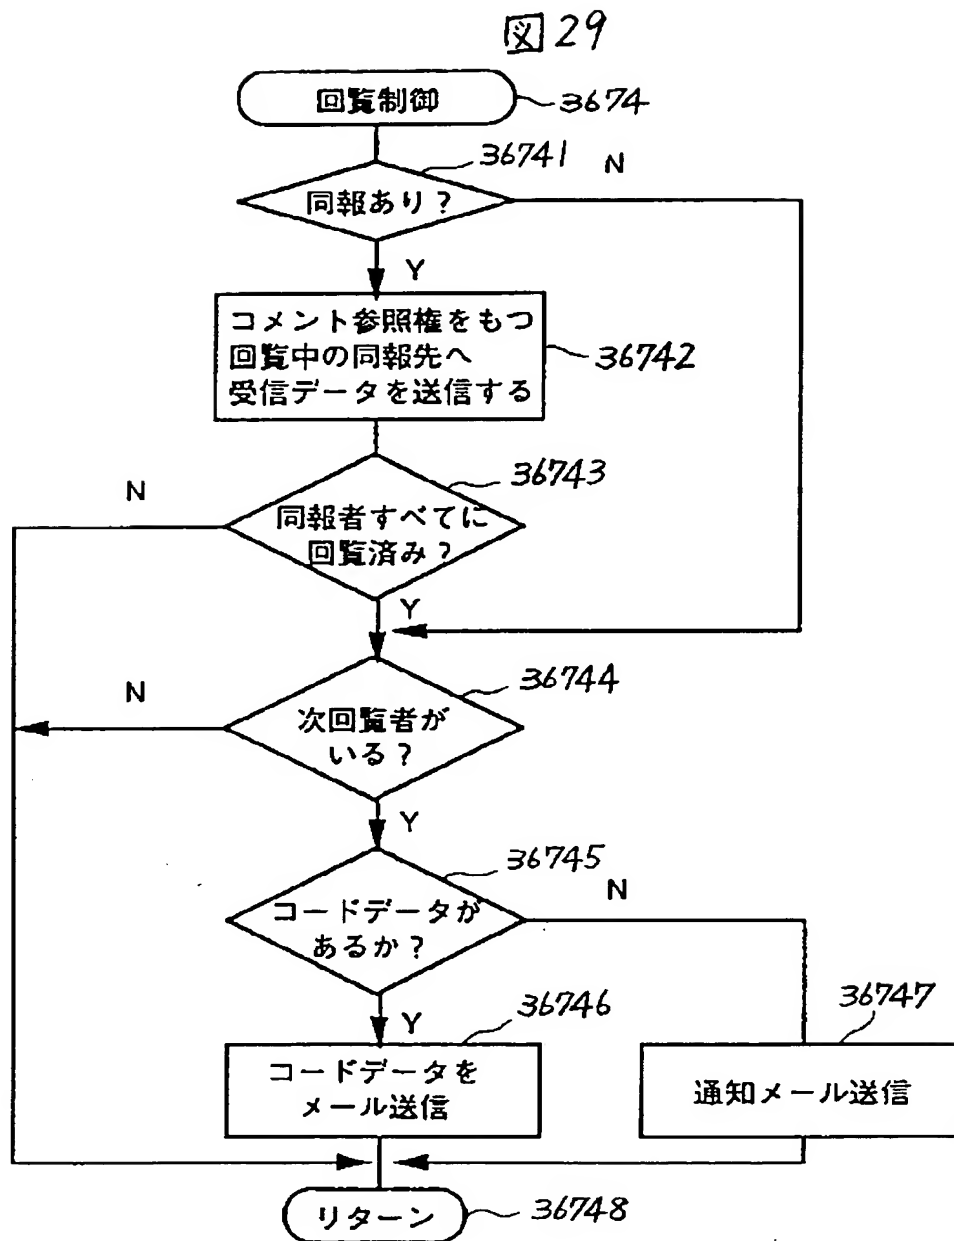 図29
回覧制御
3674
36741
N
同報あり？
Y
コメント参照権をもつ
回覧中の同報先へ
受信データを送信する
36742
36743
N
同報者すべてに
回覧済み？
Y
36744
N
次回覧者が
いる？
Y
36745
N
コードデータが
あるか？
Y
36746
36747
コードデータを
メール送信
通知メール送信
リターン
36748